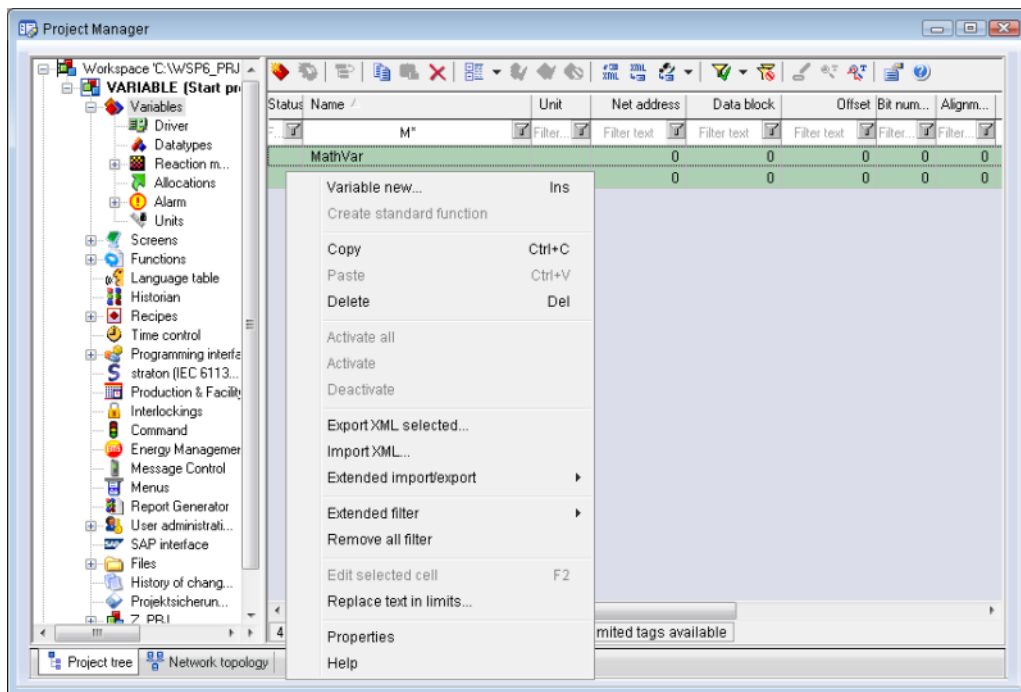 Project Manager
Workspace 'C:\WSP6_PRJ
VARIABLE (Start pr
Variables
Driver
Datatypes
Reaction m...
Allocations
Alarm
Units
Screens
Functions
Language table
Historian
Recipes
Time control
Programming interfa
straton (IEC 6113...
Production & Facility
Interlockings
Command
Energy Managemer
Message Control
Menus
Report Generator
User administrati...
SAP interface
Files
History of chang...
Projektsicherun...
Z_PRJ
Project tree Network topology
Status Name Unit Net address Data block Offset Bit num... Alignm...
F... M* Filter... Filter text Filter text Filter text Filter... Filter...
MathVar 0 0 0 0 0
0 0 0 0 0
Variable new... Ins
Create standard function
Copy Ctrl+C
Paste Ctrl+V
Delete Del
Activate all
Activate
Deactivate
Export XML selected...
Import XML...
Extended import/export
Extended filter
Remove all filter
Edit selected cell F2
Replace text in limits...
Properties
Help
4 mited tags available